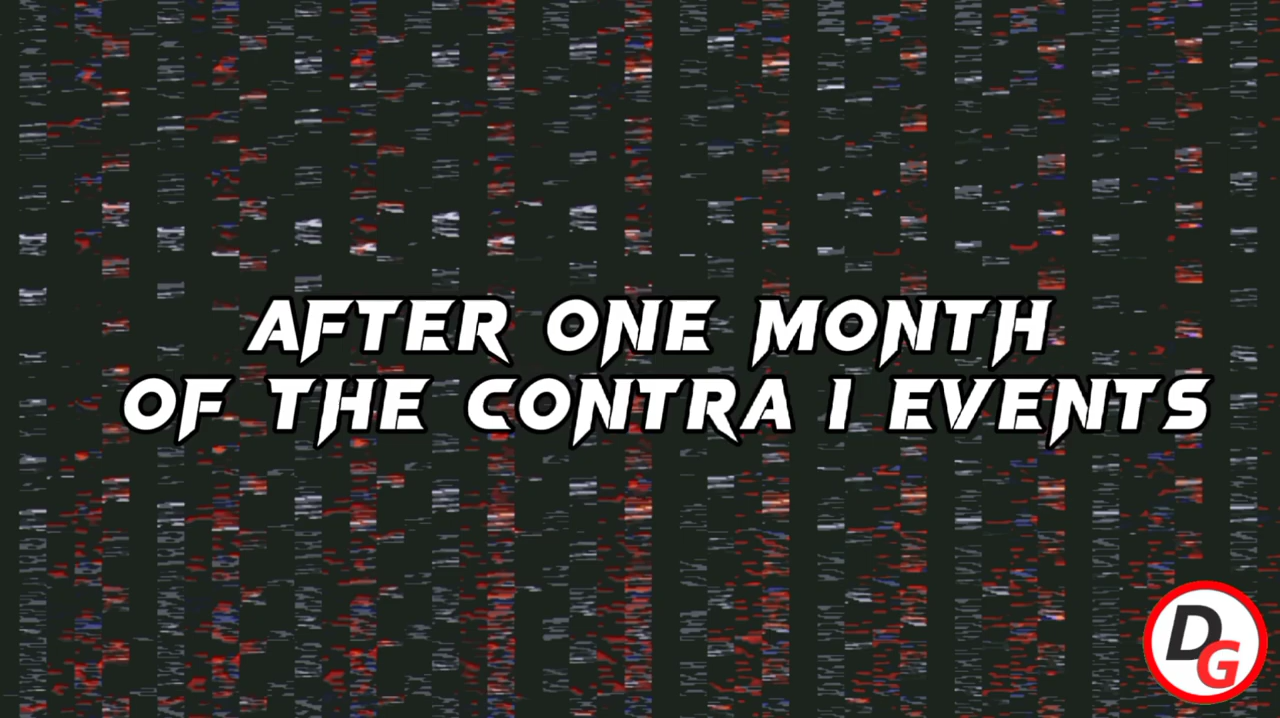 AFTER ONE MONTH
OF THE CONTRA I EVENTS
DG